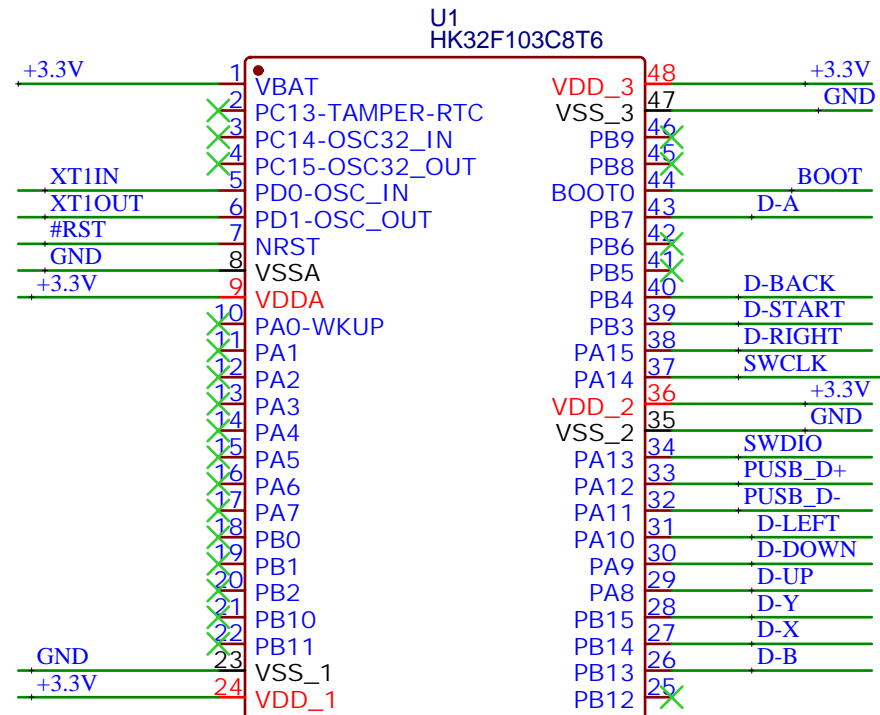 U1
HK32F103C8T6
+3.3V 1 VBAT VDD_3 48 +3.3V
2 PC13-TAMPER-RTC VSS_3 47 GND
3 PC14-OSC32_IN PB9 46
4 PC15-OSC32_OUT PB8 45
XT1IN 5 PD0-OSC_IN BOOT0 44 BOOT
XT1OUT 6 PD1-OSC_OUT PB7 43 D-A
#RST 7 NRST PB6 42
GND 8 VSSA PB5 41
+3.3V 9 VDDA PB4 40 D-BACK
10 PA0-WKUP PB3 39 D-START
11 PA1 PA15 38 D-RIGHT
12 PA2 PA14 37 SWCLK
13 PA3 VDD_2 36 +3.3V
14 PA4 VSS_2 35 GND
15 PA5 PA13 34 SWDIO
16 PA6 PA12 33 PUSB_D+
17 PA7 PA11 32 PUSB_D-
18 PB0 PA10 31 D-LEFT
19 PB1 PA9 30 D-DOWN
20 PB2 PA8 29 D-UP
21 PB10 PB15 28 D-Y
22 PB11 PB14 27 D-X
GND 23 VSS_1 PB13 26 D-B
+3.3V 24 VDD_1 PB12 25